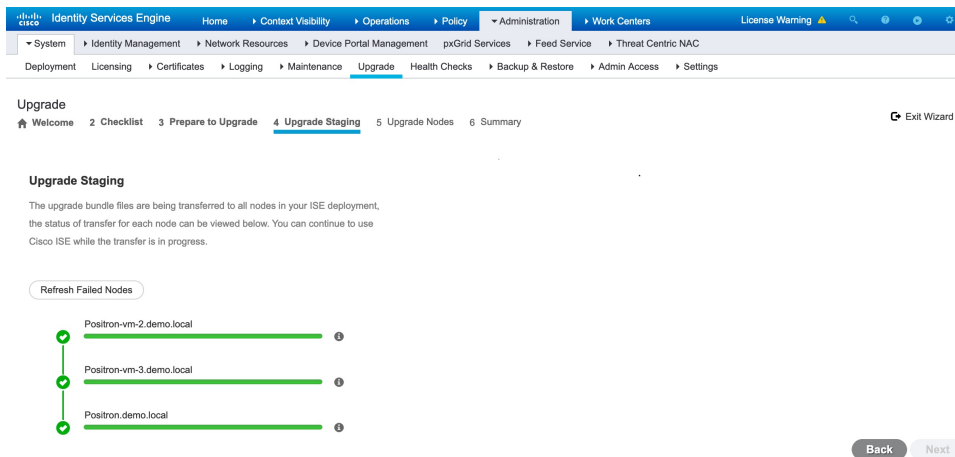 cisco Identity Services Engine Home Context Visibility Operations Policy Administration Work Centers License Warning
System Identity Management Network Resources Device Portal Management pxGrid Services Feed Service Threat Centric NAC
Deployment Licensing Certificates Logging Maintenance Upgrade Health Checks Backup & Restore Admin Access Settings
Upgrade
Welcome 2 Checklist 3 Prepare to Upgrade 4 Upgrade Staging 5 Upgrade Nodes 6 Summary Exit Wizard
Upgrade Staging
The upgrade bundle files are being transferred to all nodes in your ISE deployment,
the status of transfer for each node can be viewed below. You can continue to use
Cisco ISE while the transfer is in progress.
Refresh Failed Nodes
Positron-vm-2.demo.local
Positron-vm-3.demo.local
Positron.demo.local
Back Next